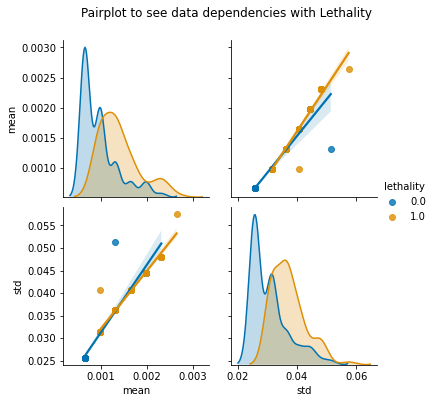 Pairplot to see data dependencies with Lethality
0.0030
0.0025
0.0020
0.0015
0.0010
mean
lethality
0.0
1.0
0.055
0.050
0.045
0.040
0.035
0.030
0.025
std
0.001 0.002 0.003
mean
0.02 0.04 0.06
std